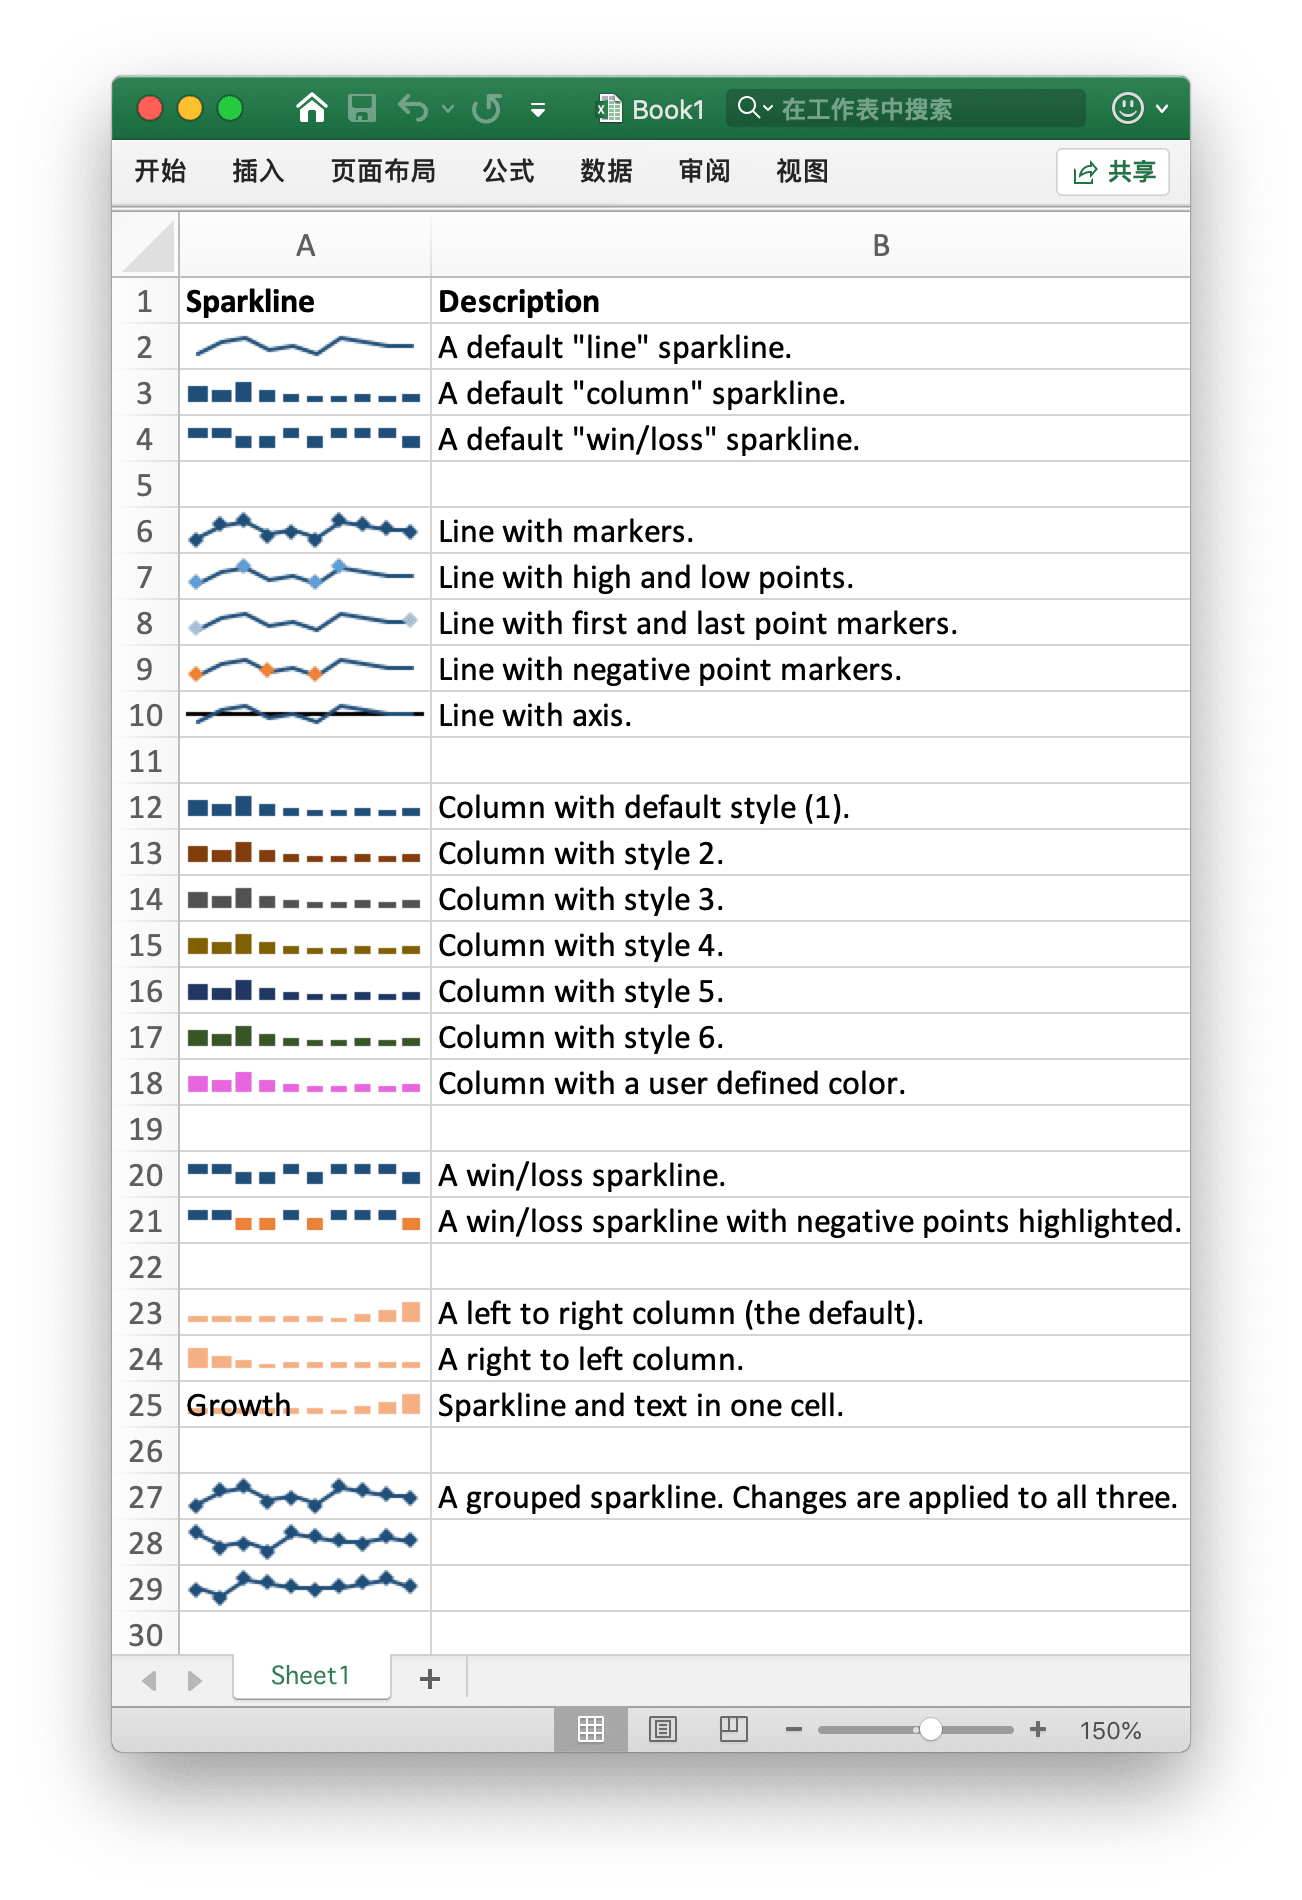 Book1 在工作表中搜索
开始 插入 页面布局 公式 数据 审阅 视图 共享
A B
1 Sparkline Description
2 A default "line" sparkline.
3 A default "column" sparkline.
4 A default "win/loss" sparkline.
5
6 Line with markers.
7 Line with high and low points.
8 Line with first and last point markers.
9 Line with negative point markers.
10 Line with axis.
11
12 Column with default style (1).
13 Column with style 2.
14 Column with style 3.
15 Column with style 4.
16 Column with style 5.
17 Column with style 6.
18 Column with a user defined color.
19
20 A win/loss sparkline.
21 A win/loss sparkline with negative points highlighted.
22
23 A left to right column (the default).
24 A right to left column.
25 Growth Sparkline and text in one cell.
26
27 A grouped sparkline. Changes are applied to all three.
28
29
30
Sheet1
150%